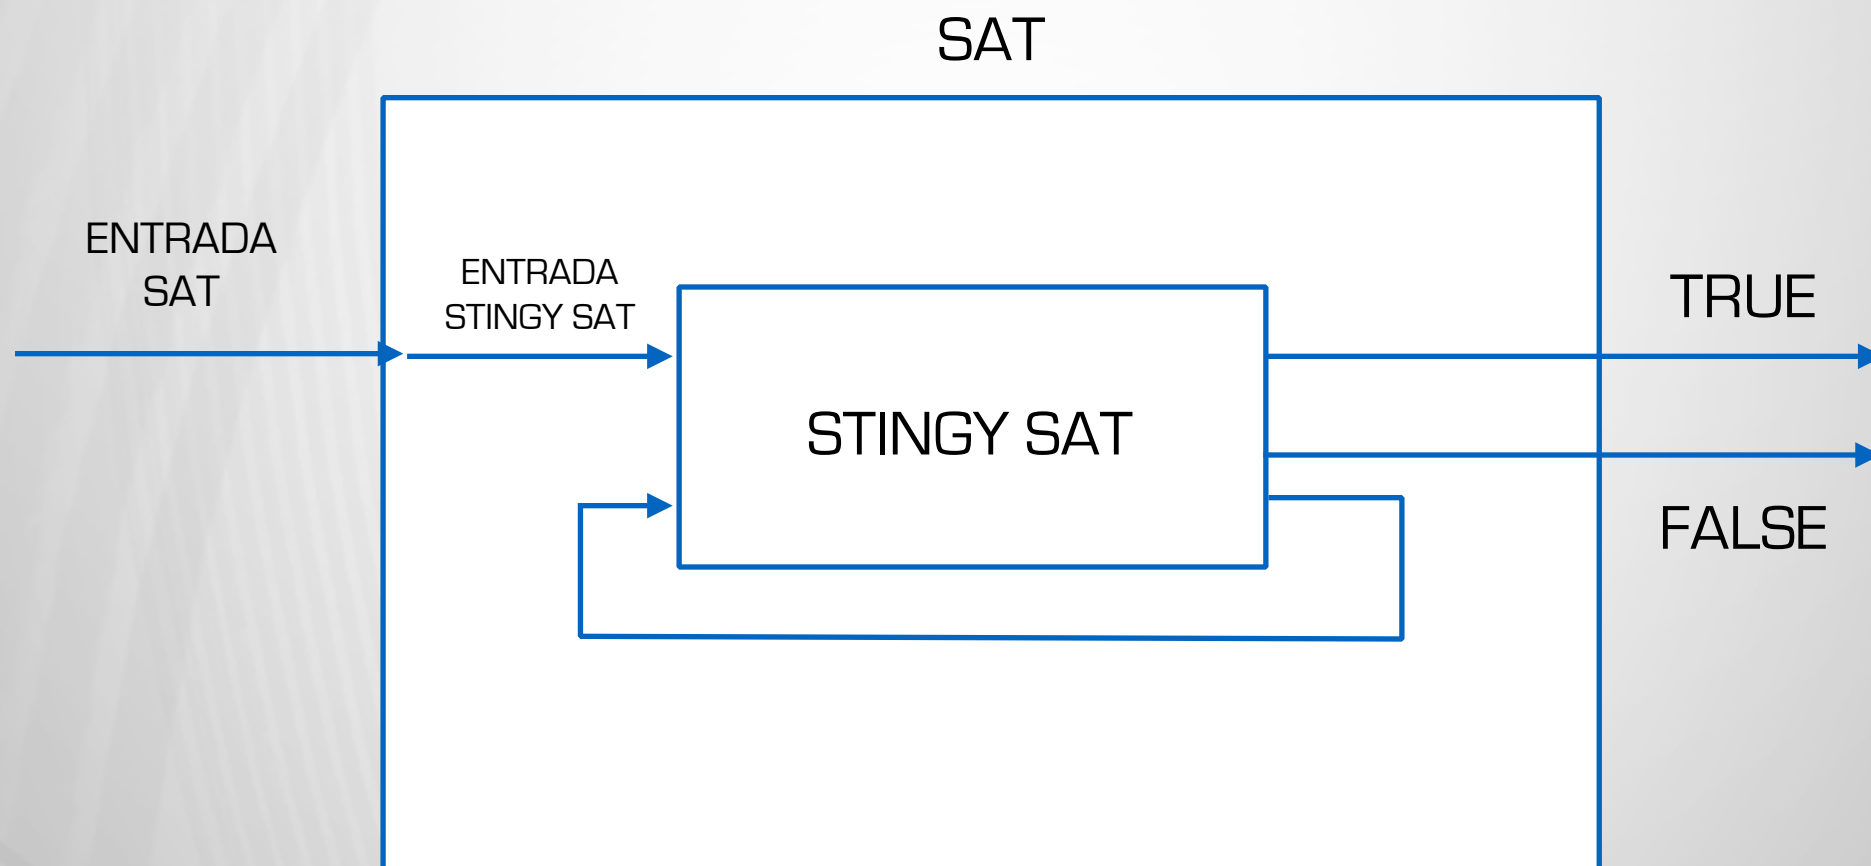 SAT
ENTRADA
SAT
ENTRADA
STINGY SAT
STINGY SAT
TRUE
FALSE